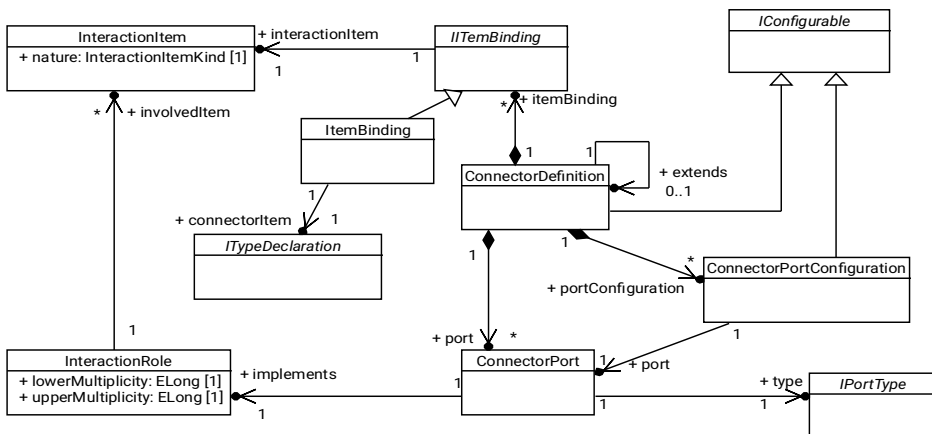 IConfigurable
InteractionItem
+ nature: InteractionItemKind [1]
+ interactionItem
1
1
IITemBinding
*
+ involvedItem
*
+ itemBinding
ItemBinding
1
1
1
ConnectorDefinition
+ extends
0..1
1
+ connectorItem
1
ITypeDeclaration
1
1
*
+ portConfiguration
ConnectorPortConfiguration
1
1
InteractionRole
+ lowerMultiplicity: ELong [1]
+ upperMultiplicity: ELong [1]
+ implements
1
1
+ port
*
ConnectorPort
1
+ port
1
1
+ type
IPortType